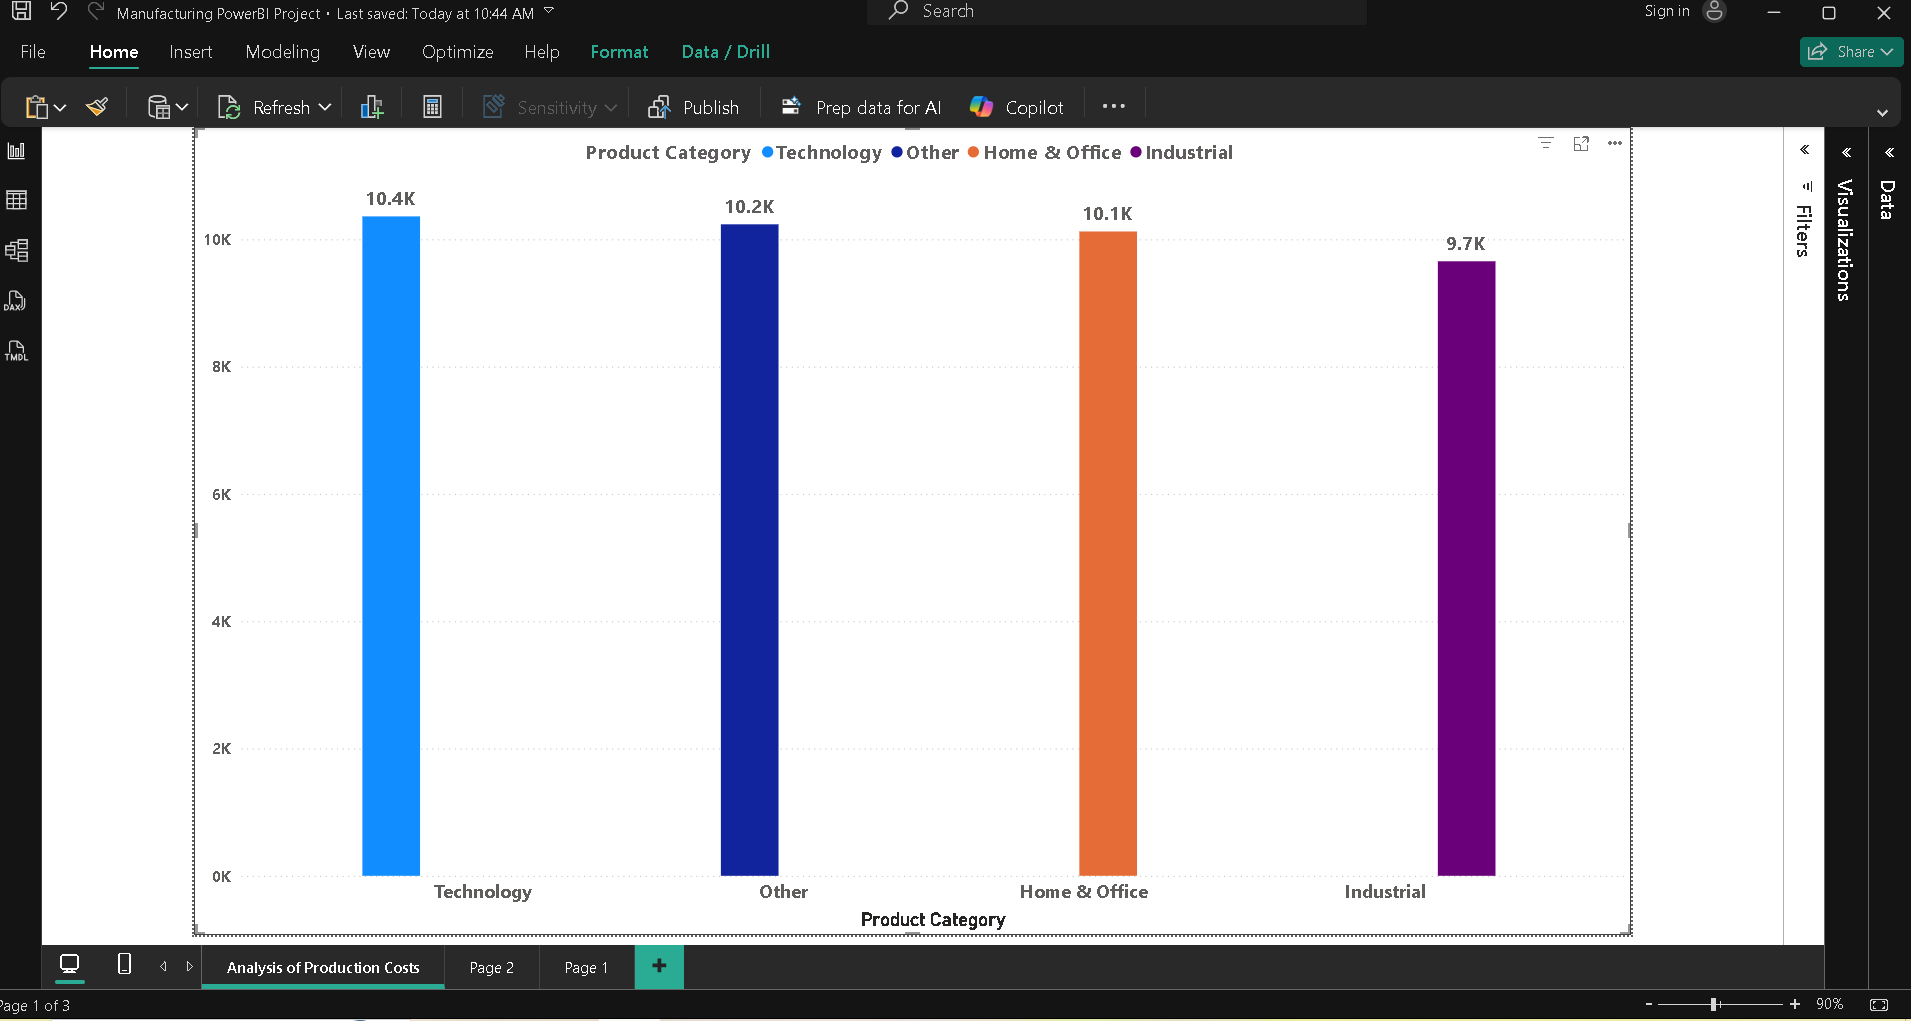 Manufacturing PowerBI Project • Last saved: Today at 10:44 AM
Search
Sign in
File Home Insert Modeling View Optimize Help Format Data / Drill
Share
Refresh
Sensitivity
Publish
Prep data for AI
Copilot
DAX
TMDL
Product Category Technology Other Home & Office Industrial
10.4K
10.2K
10.1K
9.7K
10K
8K
6K
4K
2K
0K
Technology Other Home & Office Industrial
Product Category
Filters
Visualizations
Data
Analysis of Production Costs
Page 2
Page 1
Page 1 of 3
90%